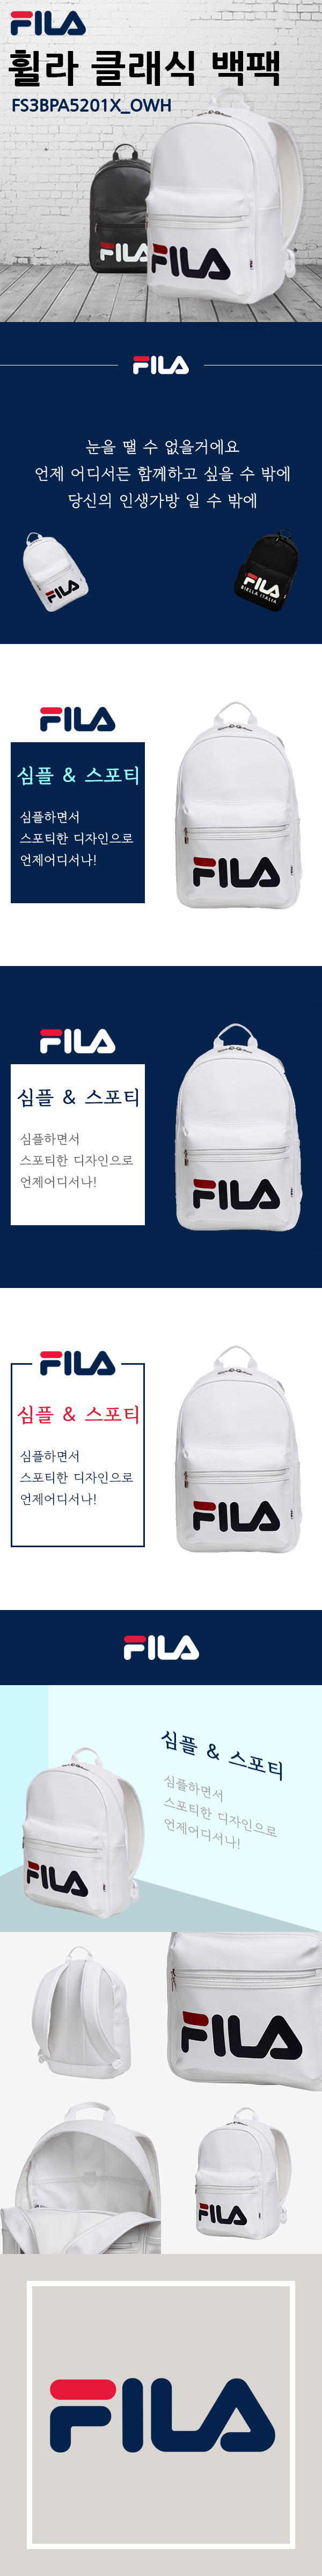 FILA
휠라 클래식 백팩
FS3BPA5201X_OWH
FILA
FILA
FILA
눈을 땔 수 없을거에요
언제 어디서든 함께하고 싶을 수 밖에
당신의 인생가방 일 수 밖에
FILA
FILA
BIELLA ITALIA
FILA
심플 & 스포티
심플하면서
스포티한 디자인으로
언제어디서나!
FILA
FILA
심플 & 스포티
심플하면서
스포티한 디자인으로
언제어디서나!
FILA
FILA
심플 & 스포티
심플하면서
스포티한 디자인으로
언제어디서나!
FILA
FILA
심플 & 스포티
심플하면서
스포티한 디자인으로
언제어디서나!
FILA
FILA
FILA
FILA